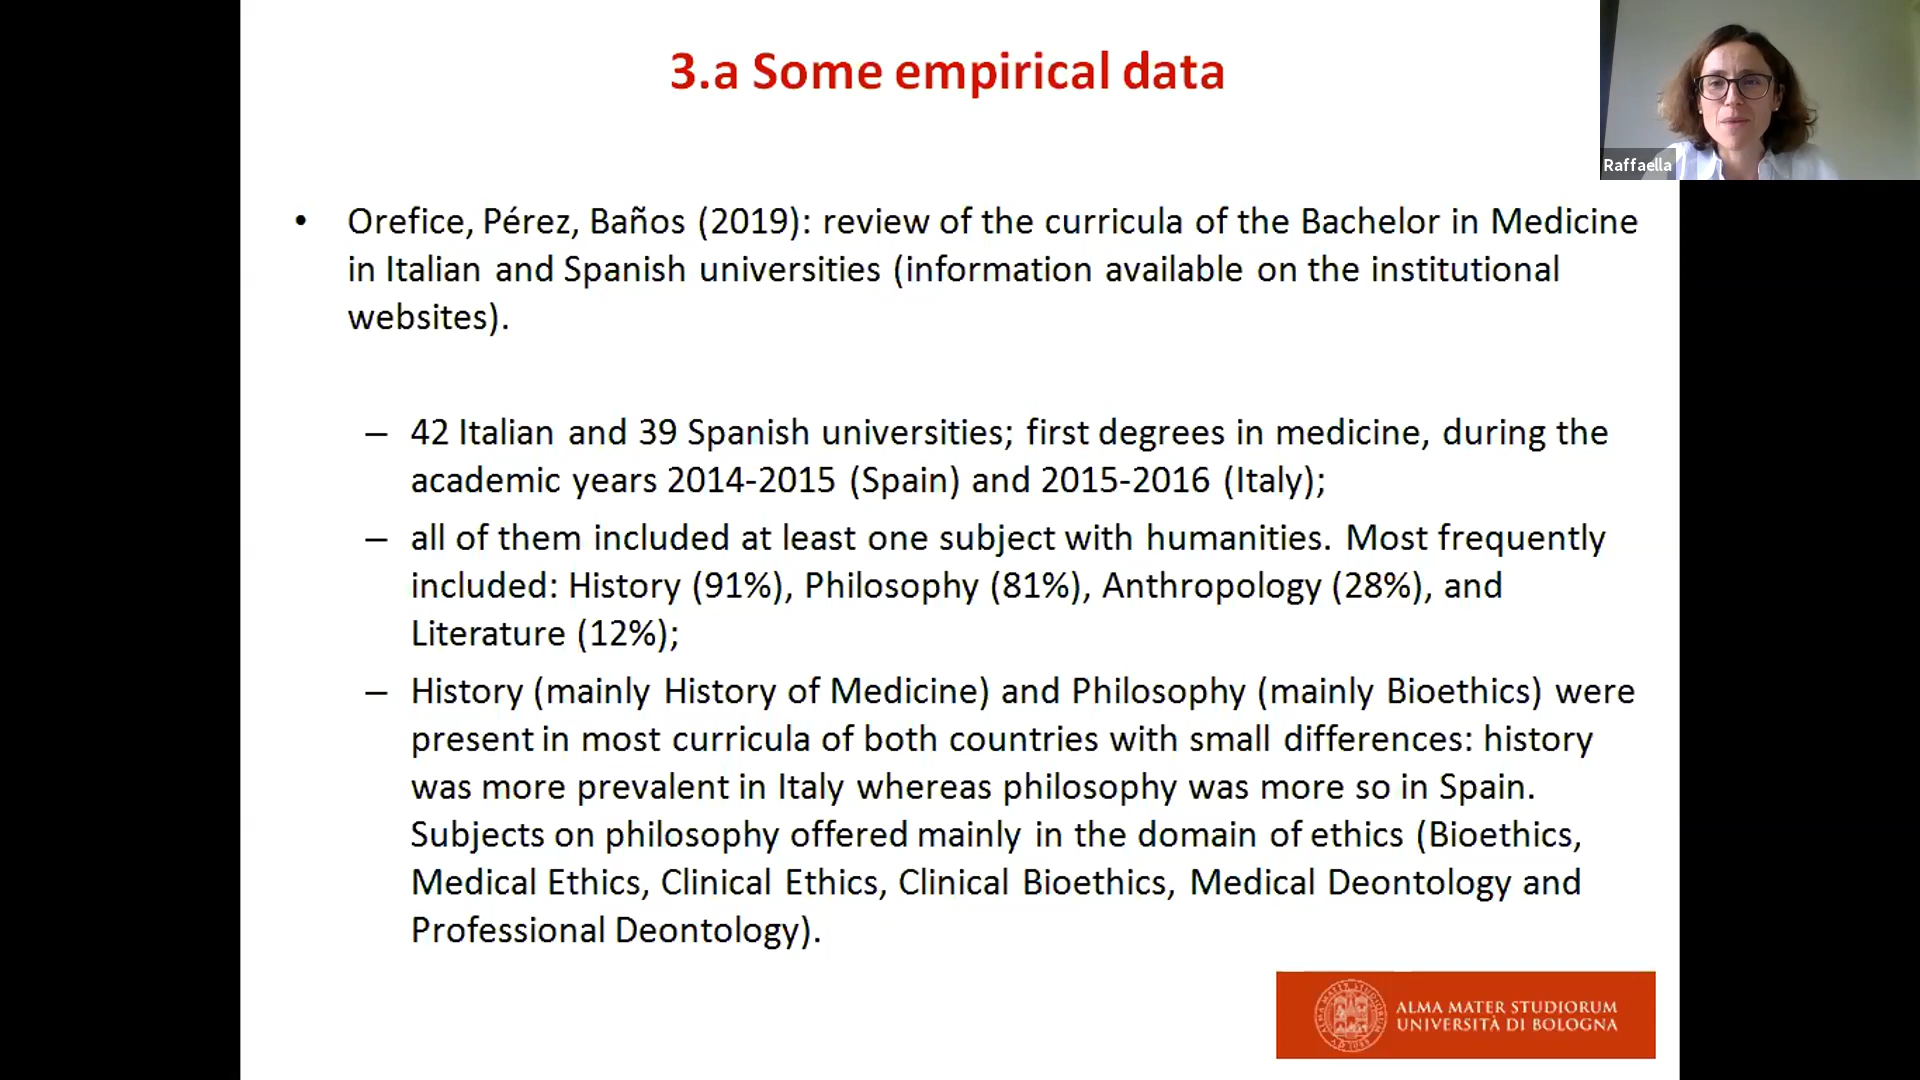 3.a Some empirical data
Raffaella
• Orefice, Pérez, Baños (2019): review of the curricula of the Bachelor in Medicine
in Italian and Spanish universities (information available on the institutional
websites).
– 42 Italian and 39 Spanish universities; first degrees in medicine, during the
academic years 2014-2015 (Spain) and 2015-2016 (Italy);
– all of them included at least one subject with humanities. Most frequently
included: History (91%), Philosophy (81%), Anthropology (28%), and
Literature (12%);
– History (mainly History of Medicine) and Philosophy (mainly Bioethics) were
present in most curricula of both countries with small differences: history
was more prevalent in Italy whereas philosophy was more so in Spain.
Subjects on philosophy offered mainly in the domain of ethics (Bioethics,
Medical Ethics, Clinical Ethics, Clinical Bioethics, Medical Deontology and
Professional Deontology).
ALMA MATER STUDIORUM
UNIVERSITÀ DI BOLOGNA